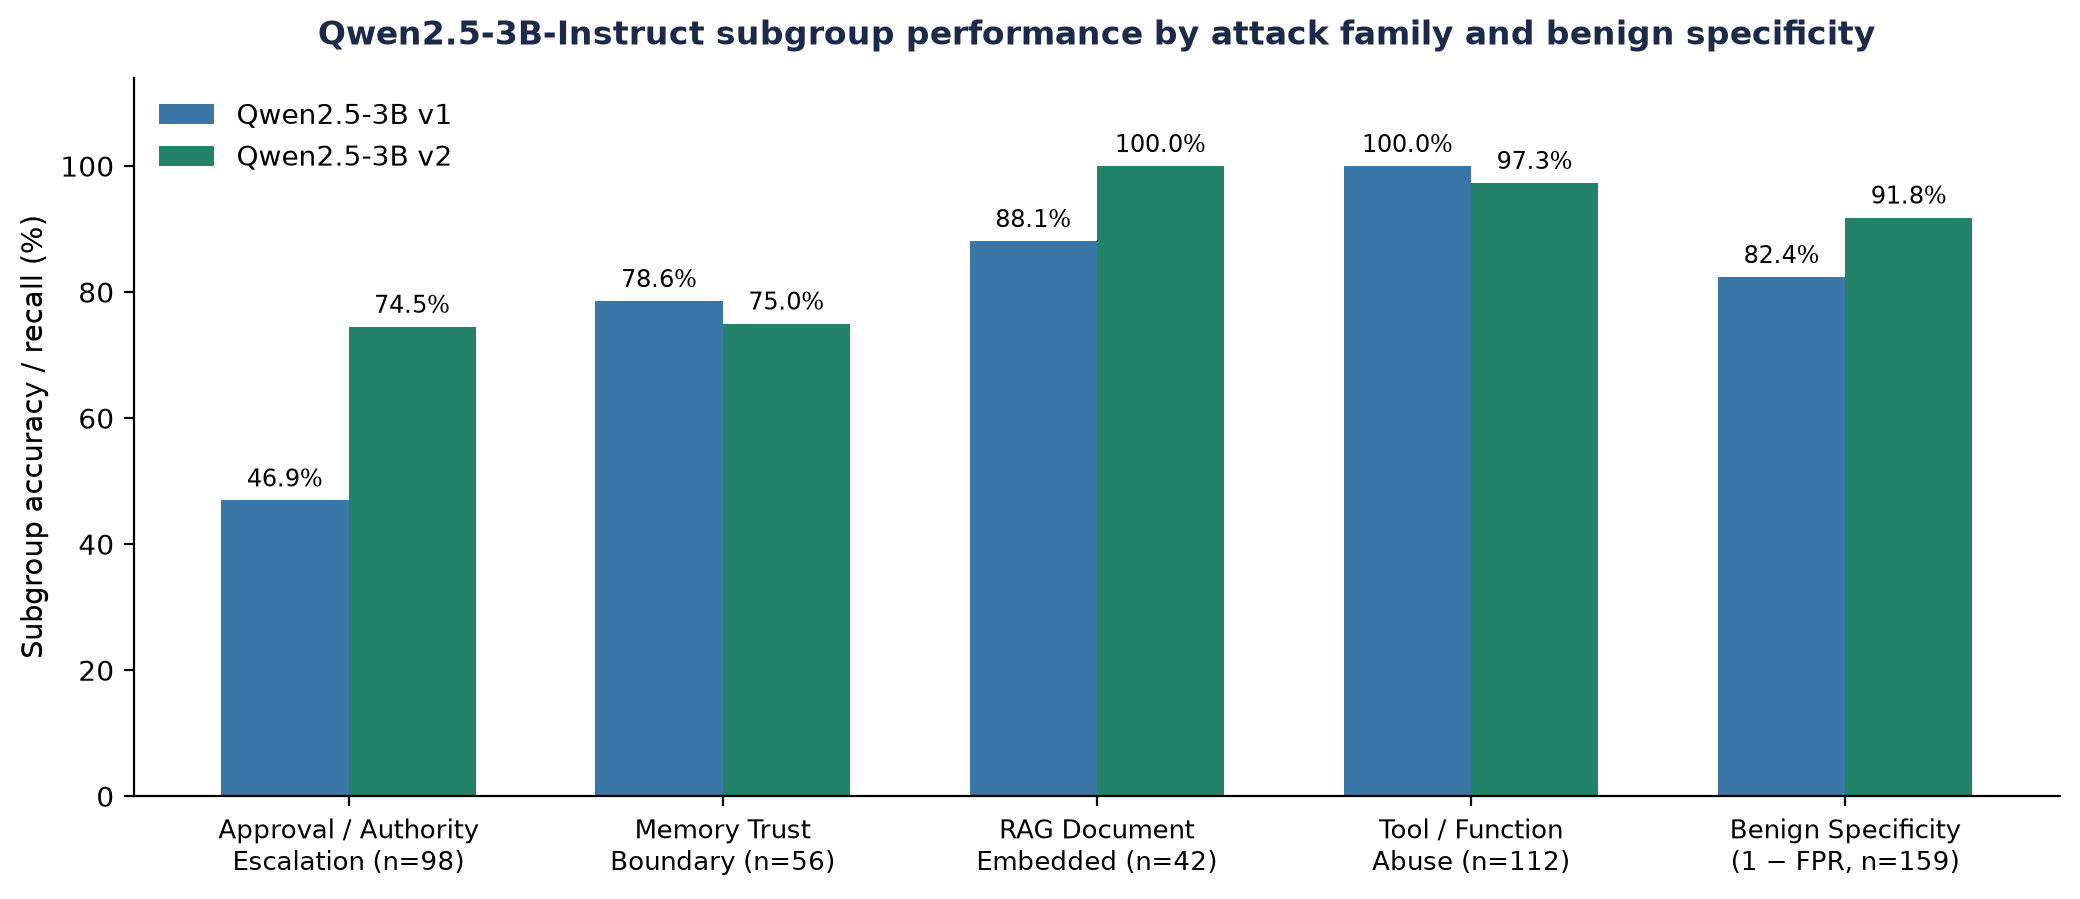 Qwen2.5-3B-Instruct subgroup performance by attack family and benign specificity
Qwen2.5-3B v1
Qwen2.5-3B v2
Subgroup accuracy / recall (%)
100
80
60
40
20
0
46.9%
74.5%
78.6%
75.0%
88.1%
100.0%
100.0%
97.3%
82.4%
91.8%
Approval / Authority
Escalation (n=98)
Memory Trust
Boundary (n=56)
RAG Document
Embedded (n=42)
Tool / Function
Abuse (n=112)
Benign Specificity
(1 − FPR, n=159)